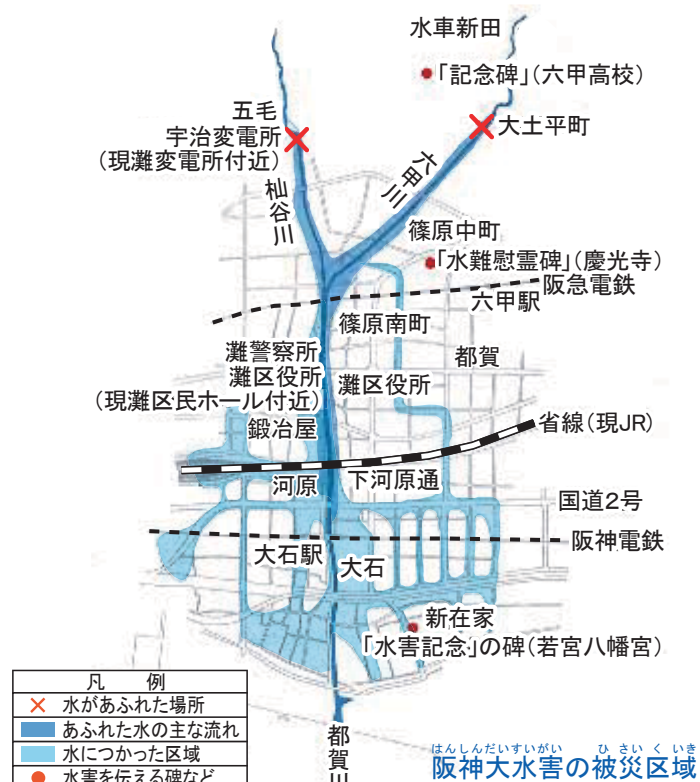 水車新田
「記念碑」(六甲高校)
五毛
宇治変電所
(現灘変電所付近)
大土平町
六甲川
杣谷川
篠原中町
「水難慰霊碑」(慶光寺)
阪急電鉄
六甲駅
篠原南町
灘警察所
灘区役所
(現灘区民ホール付近)
都賀
灘区役所
鍛冶屋
省線(現JR)
河原
下河原通
国道2号
阪神電鉄
大石駅
大石
新在家
「水害記念」の碑(若宮八幡宮)
凡 例
水があふれた場所
あふれた水の主な流れ
水につかった区域
水害を伝える碑など
都賀川
はんしんだいすいがい ひさいくいき
阪神大水害の被災区域